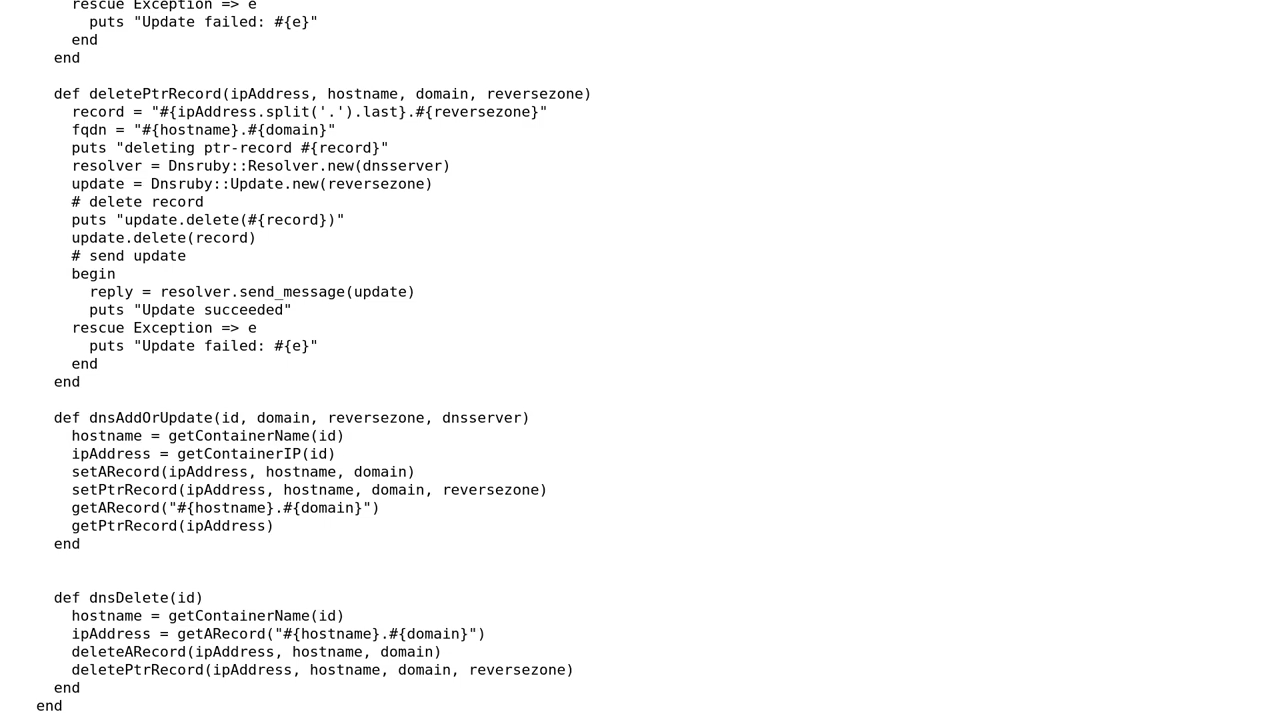 rescue Exception => e
puts "Update failed: #{e}"
end
end
def deletePtrRecord(ipAddress, hostname, domain, reversezone)
record = "#{ipAddress.split('.').last}.#{reversezone}"
fqdn = "#{hostname}.#{domain}"
puts "deleting ptr-record #{record}"
resolver = Dnsruby::Resolver.new(dnsserver)
update = Dnsruby::Update.new(reversezone)
# delete record
puts "update.delete(#{record})"
update.delete(record)
# send update
begin
reply = resolver.send_message(update)
puts "Update succeeded"
rescue Exception => e
puts "Update failed: #{e}"
end
end
def dnsAddOrUpdate(id, domain, reversezone, dnsserver)
hostname = getContainerName(id)
ipAddress = getContainerIP(id)
setARecord(ipAddress, hostname, domain)
setPtrRecord(ipAddress, hostname, domain, reversezone)
getARecord("#{hostname}.#{domain}")
getPtrRecord(ipAddress)
end
def dnsDelete(id)
hostname = getContainerName(id)
ipAddress = getARecord("#{hostname}.#{domain}")
deleteARecord(ipAddress, hostname, domain)
deletePtrRecord(ipAddress, hostname, domain, reversezone)
end
end